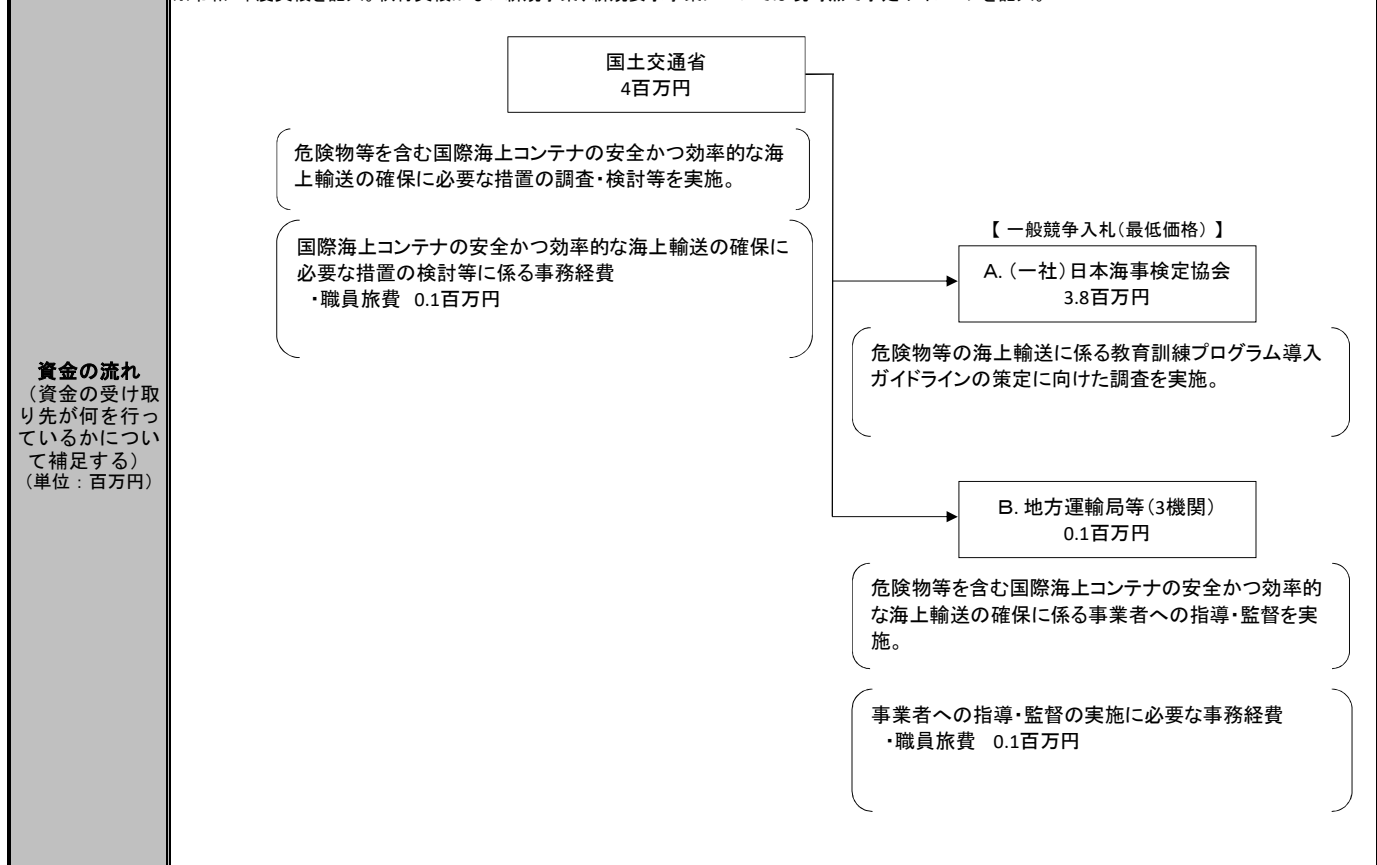 国土交通省
4百万円
危険物等を含む国際海上コンテナの安全かつ効率的な海
上輸送の確保に必要な措置の調査・検討等を実施。
国際海上コンテナの安全かつ効率的な海上輸送の確保に
必要な措置の検討等に係る事務経費
・職員旅費 0.1百万円
【 一般競争入札(最低価格) 】
A. (一社)日本海事検定協会
3.8百万円
危険物等の海上輸送に係る教育訓練プログラム導入
ガイドラインの策定に向けた調査を実施。
資金の流れ
(資金の受け取
り先が何を行っ
ているかについ
て補足する)
(単位:百万円)
B. 地方運輸局等(3機関)
0.1百万円
危険物等を含む国際海上コンテナの安全かつ効率的
な海上輸送の確保に係る事業者への指導・監督を実
施。
事業者への指導・監督の実施に必要な事務経費
・職員旅費 0.1百万円